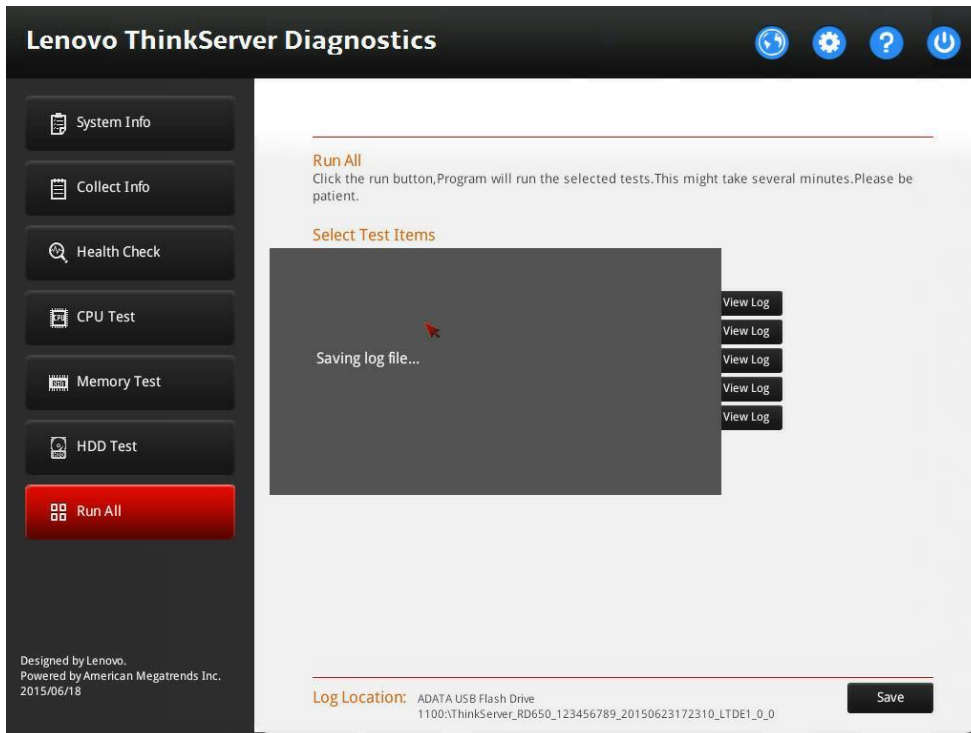 Lenovo ThinkServer Diagnostics
System Info
Collect Info
Health Check
CPU Test
Memory Test
HDD Test
Run All
Designed by Lenovo.
Powered by American Megatrends Inc.
2015/06/18
Run All
Click the run button,Program will run the selected tests.This might take several minutes.Please be
patient.
Select Test Items
Saving log file...
View Log
View Log
View Log
View Log
View Log
Log Location: ADATA USB Flash Drive
1100:\ThinkServer_RD650_123456789_20150623172310_LTDE1_0_0
Save